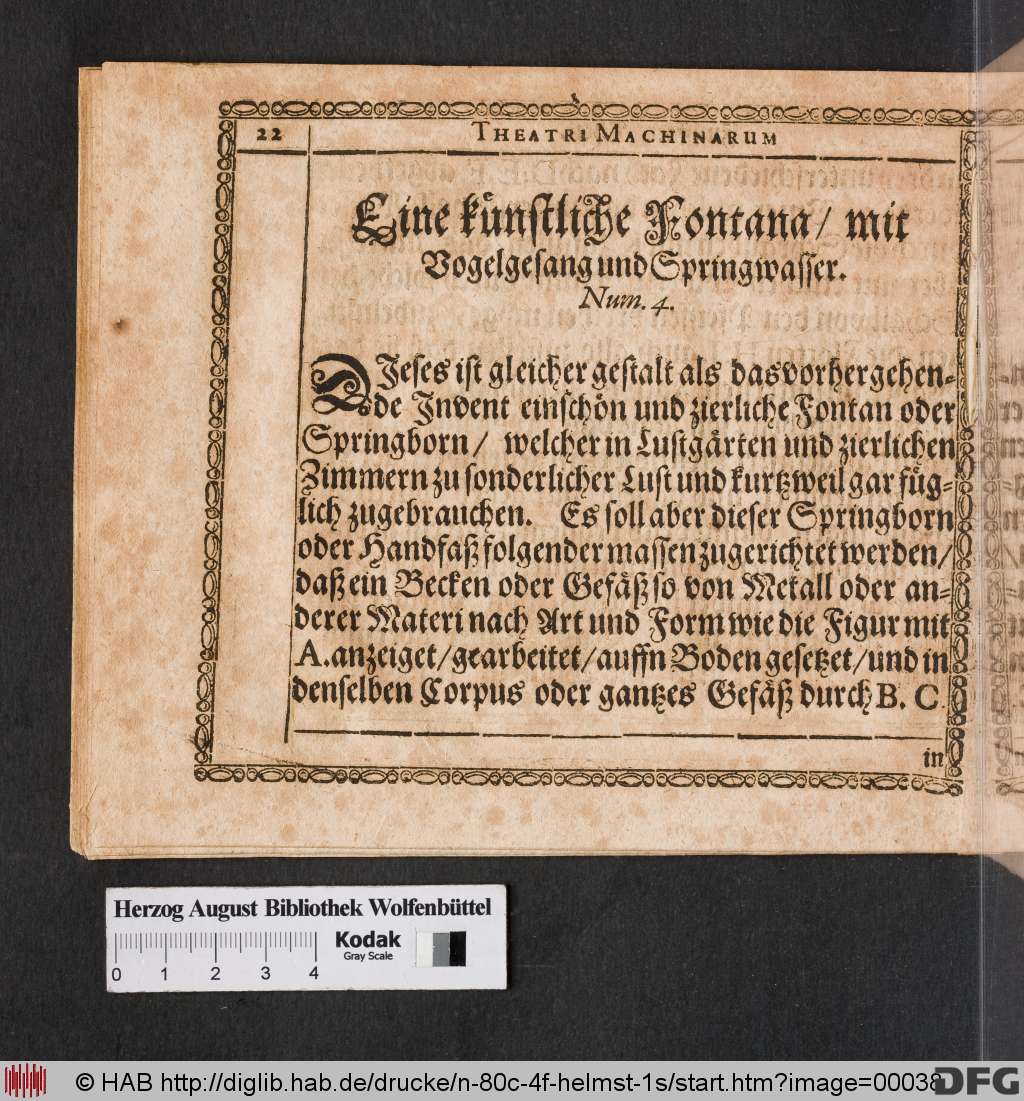 22
THEATRI MACHINARUM
Eine künstliche Fontana/ mit
Vogelgesang und Springwasser.
Num. 4.
DJeses ist gleicher gestalt als das vorhergehen-
de Jnvent ein schön und zierliche Fontan oder
Springborn/ welcher in Lustgärten und zierlichen
Zimmern zu sonderlicher Lust und kurtzweil gar füg-
lich zugebrauchen. Es soll aber dieser Springborn
oder Handfaß folgender massen zugerichtet werden/
daß ein Becken oder Gefäß so von Metall oder an-
derer Materi nach Art und Form wie die Figur mit
A. anzeiget/ gearbeitet/ auffn Boden gesetzet/ und in
denselben Corpus oder gantzes Gefäß durch B. C
in
Herzog August Bibliothek Wolfenbüttel
Kodak
Gray Scale
0 1 2 3 4
© HAB http://diglib.hab.de/drucke/n-80c-4f-helmst-1s/start.htm?image=00038
DFG